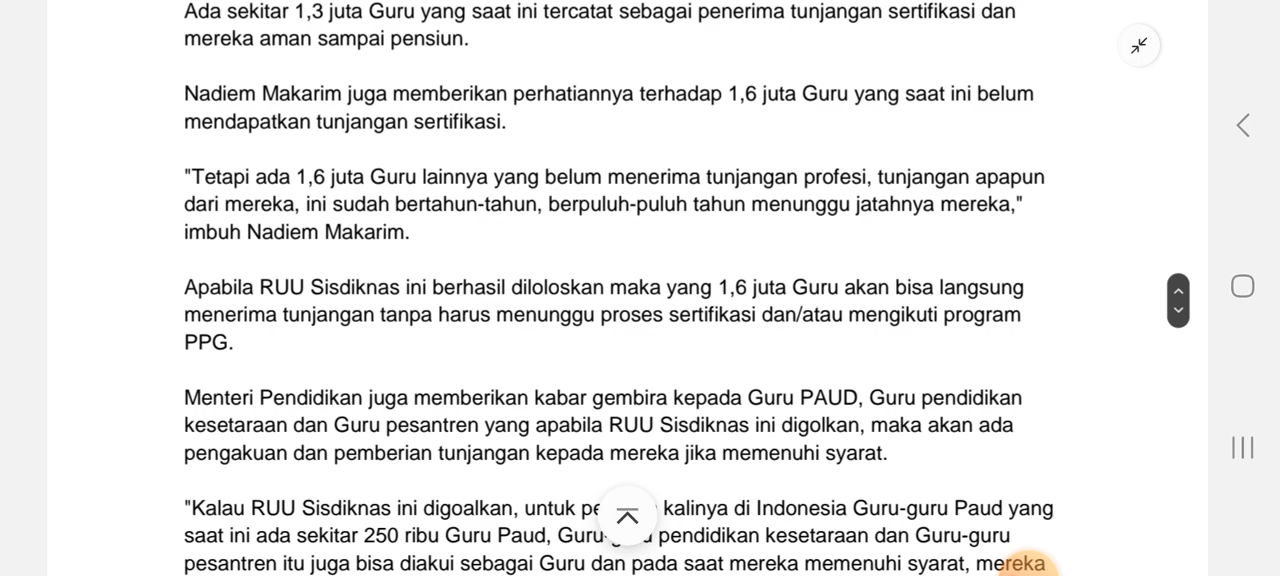 Ada sekitar 1,3 juta Guru yang saat ini tercatat sebagai penerima tunjangan sertifikasi dan
mereka aman sampai pensiun.
Nadiem Makarim juga memberikan perhatiannya terhadap 1,6 juta Guru yang saat ini belum
mendapatkan tunjangan sertifikasi.
"Tetapi ada 1,6 juta Guru lainnya yang belum menerima tunjangan profesi, tunjangan apapun
dari mereka, ini sudah bertahun-tahun, berpuluh-puluh tahun menunggu jatahnya mereka,"
imbuh Nadiem Makarim.
Apabila RUU Sisdiknas ini berhasil diloloskan maka yang 1,6 juta Guru akan bisa langsung
menerima tunjangan tanpa harus menunggu proses sertifikasi dan/atau mengikuti program
PPG.
Menteri Pendidikan juga memberikan kabar gembira kepada Guru PAUD, Guru pendidikan
kesetaraan dan Guru pesantren yang apabila RUU Sisdiknas ini digolkan, maka akan ada
pengakuan dan pemberian tunjangan kepada mereka jika memenuhi syarat.
"Kalau RUU Sisdiknas ini digoalkan, untuk kalinya di Indonesia Guru-guru Paud yang
saat ini ada sekitar 250 ribu Guru Paud, pendidikan kesetaraan dan Guru-guru
pesantren itu juga bisa diakui sebagai Guru dan pada saat mereka memenuhi syarat, mereka